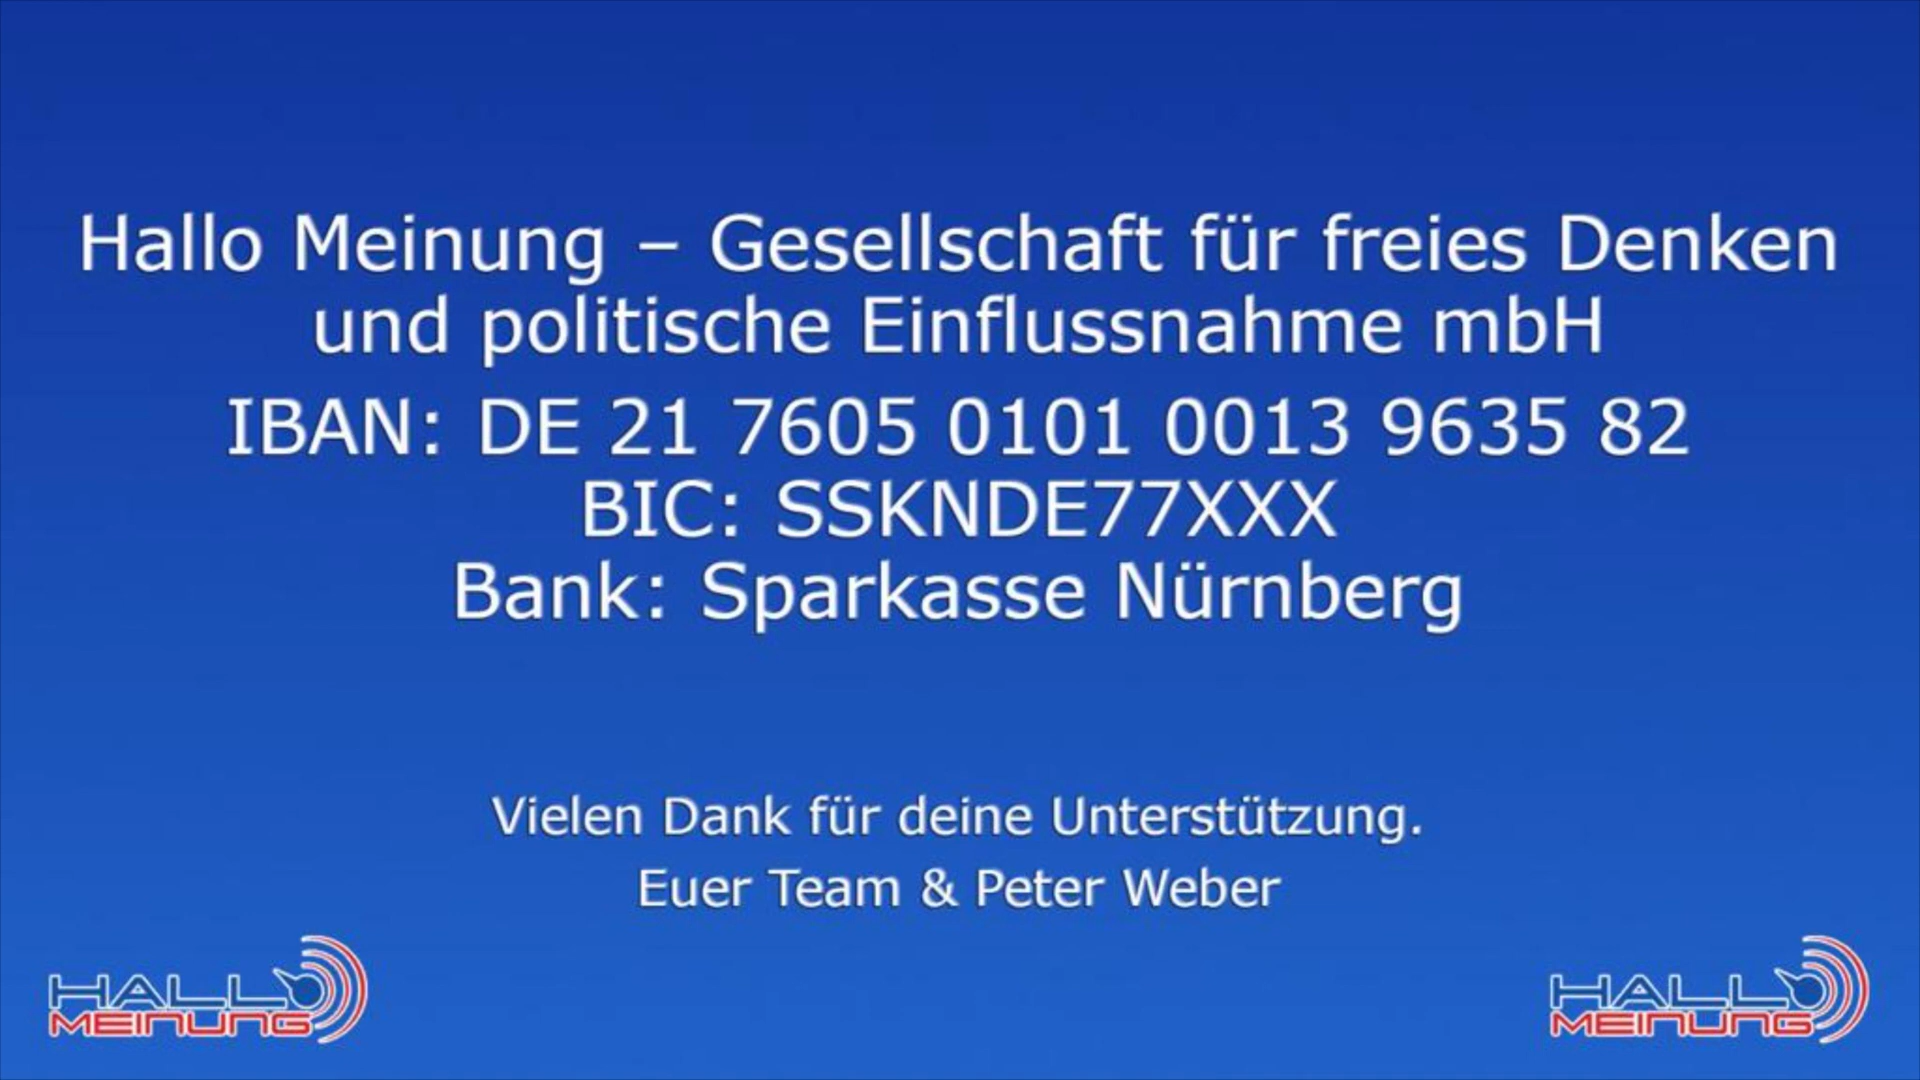 Hallo Meinung – Gesellschaft für freies Denken
und politische Einflussnahme mbH
IBAN: DE 21 7605 0101 0013 9635 82
BIC: SSKNDE77XXX
Bank: Sparkasse Nürnberg
Vielen Dank für deine Unterstützung.
Euer Team & Peter Weber
HALLO
MEINUNG
HALLO
MEINUNG